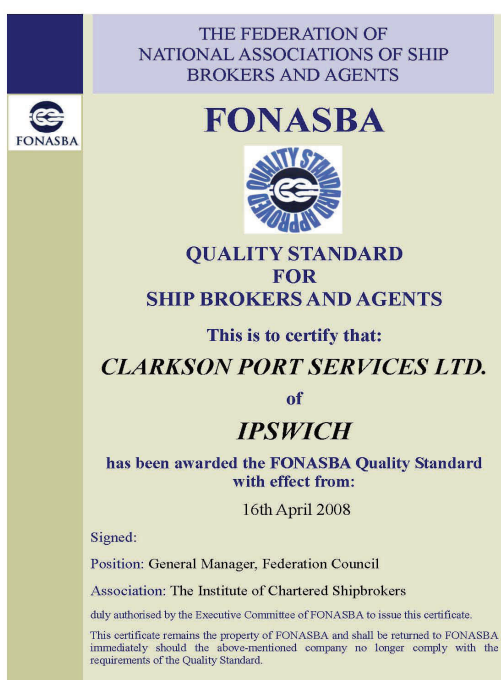 THE FEDERATION OF
NATIONAL ASSOCIATIONS OF SHIP
BROKERS AND AGENTS
FONASBA
FONASBA
QUALITY STANDARD APPROVED
QUALITY STANDARD
FOR
SHIP BROKERS AND AGENTS
This is to certify that:
CLARKSON PORT SERVICES LTD.
of
IPSWICH
has been awarded the FONASBA Quality Standard
with effect from:
16th April 2008
Signed:
Position: General Manager, Federation Council
Association: The Institute of Chartered Shipbrokers
duly authorised by the Executive Committee of FONASBA to issue this certificate.
This certificate remains the property of FONASBA and shall be returned to FONASBA
immediately should the above-mentioned company no longer comply with the
requirements of the Quality Standard.